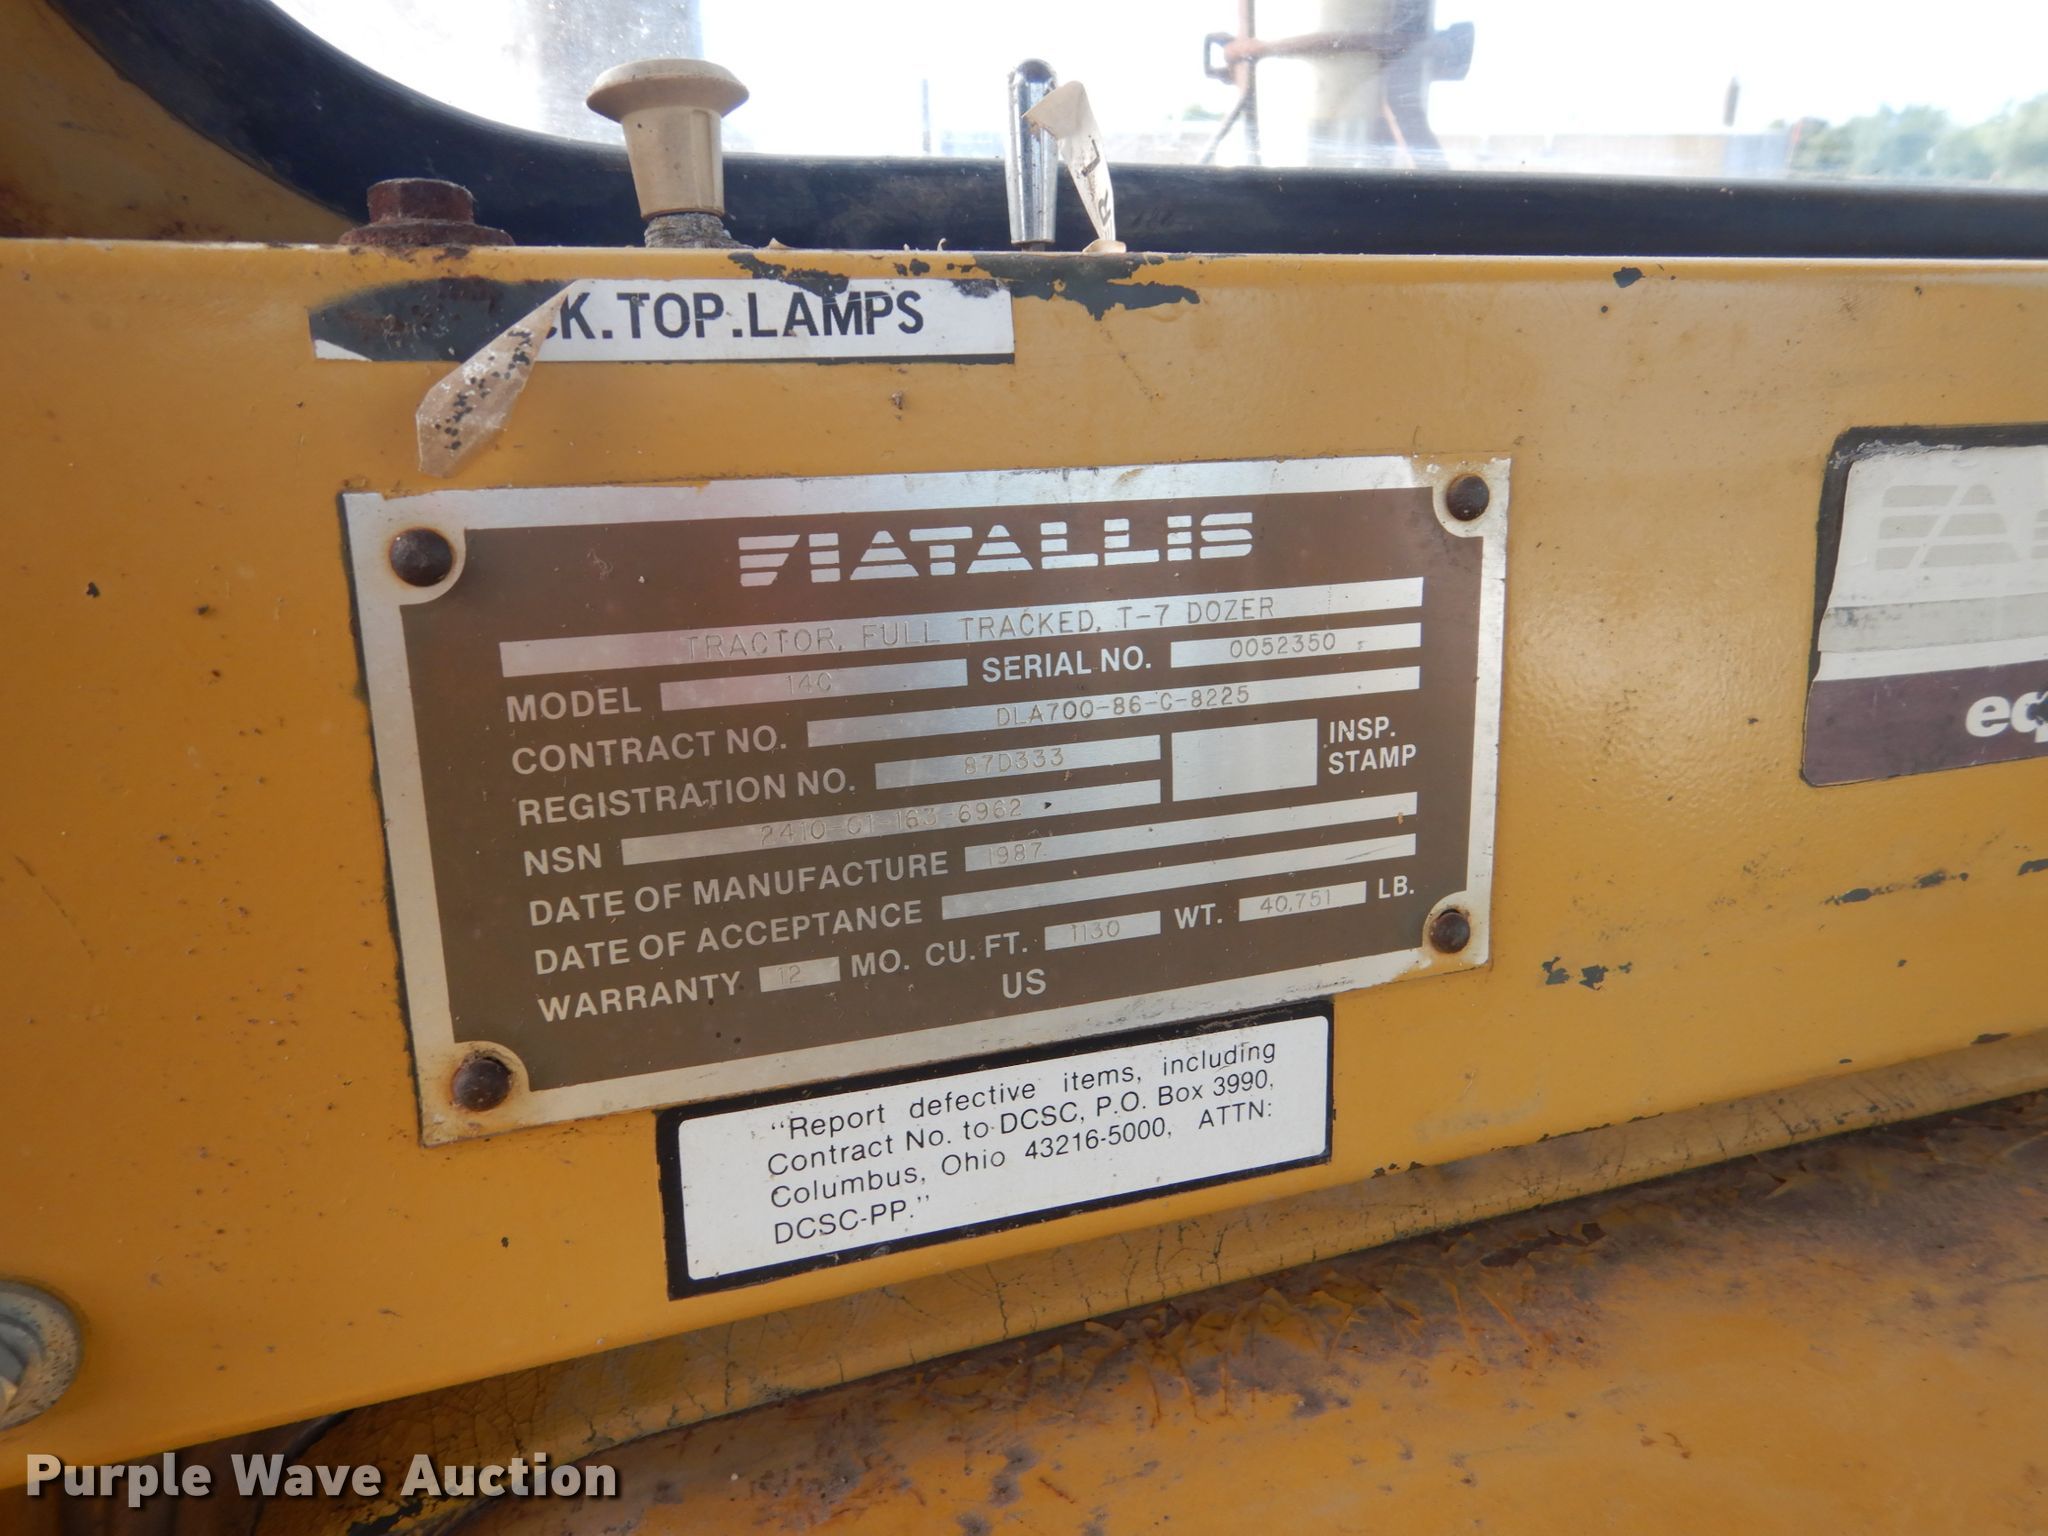 CK.TOP.LAMPS
R L
FIATALLIS
TRACTOR, FULL TRACKED, T-7 DOZER
MODEL 14C SERIAL NO. 0052350
CONTRACT NO. DLA700-86-C-8225
REGISTRATION NO. 87D333 INSP. STAMP
NSN 2410-01-163-6962
DATE OF MANUFACTURE 1987
DATE OF ACCEPTANCE
WARRANTY 12 MO. CU. FT. 1130 WT. 40,751 LB.
US
"Report defective items, including
Contract No. to DCSC, P.O. Box 3990,
Columbus, Ohio 43216-5000, ATTN:
DCSC-PP."
Purple Wave Auction